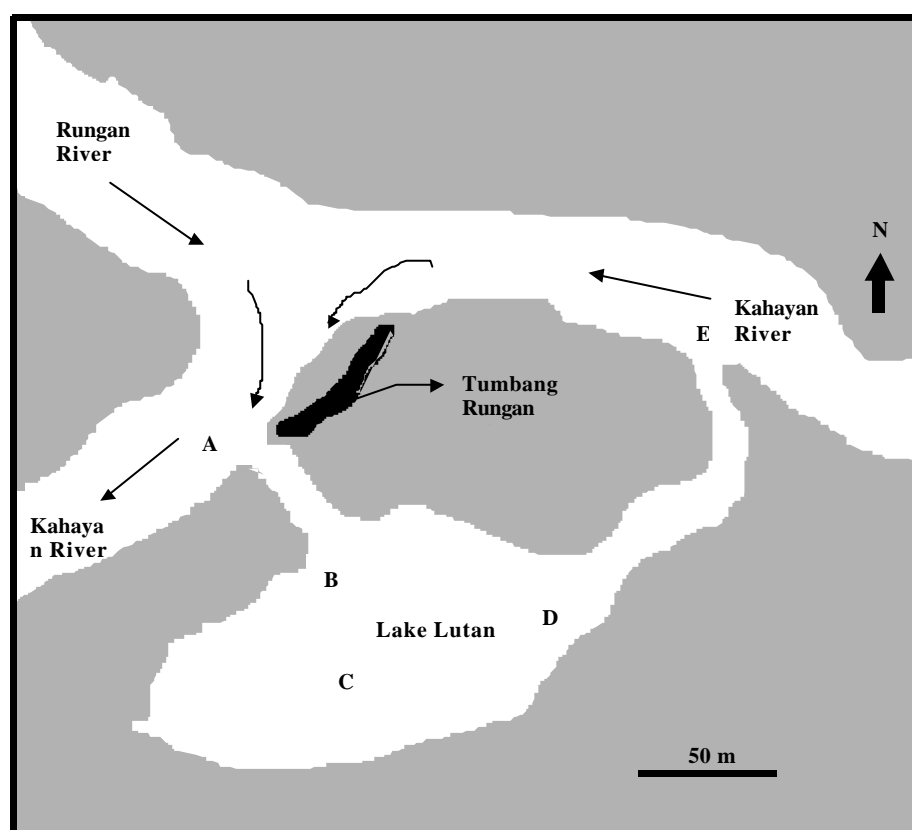 Rungan
River
N
Kahayan
River
E
Tumbang
Rungan
A
Kahaya
n River
B
D
Lake Lutan
C
50 m